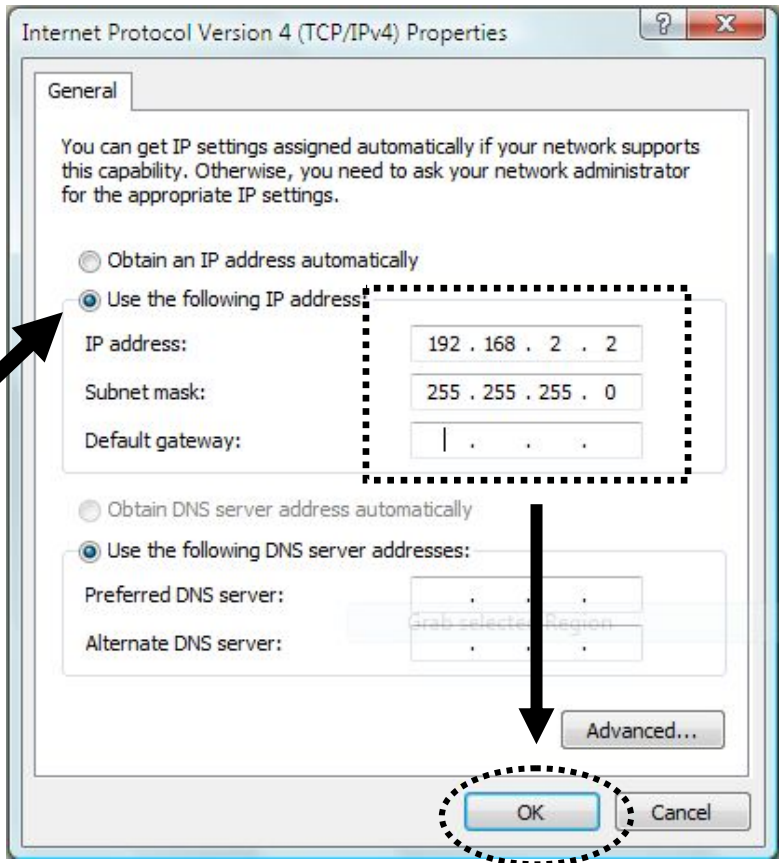 Internet Protocol Version 4 (TCP/IPv4) Properties
General
You can get IP settings assigned automatically if your network supports
this capability. Otherwise, you need to ask your network administrator
for the appropriate IP settings.
Obtain an IP address automatically
Use the following IP address:
IP address: 192 . 168 . 2 . 2
Subnet mask: 255 . 255 . 255 . 0
Default gateway: . . .
Obtain DNS server address automatically
Use the following DNS server addresses:
Preferred DNS server: . . .
Grab selected Region
Alternate DNS server: . . .
Advanced...
OK Cancel